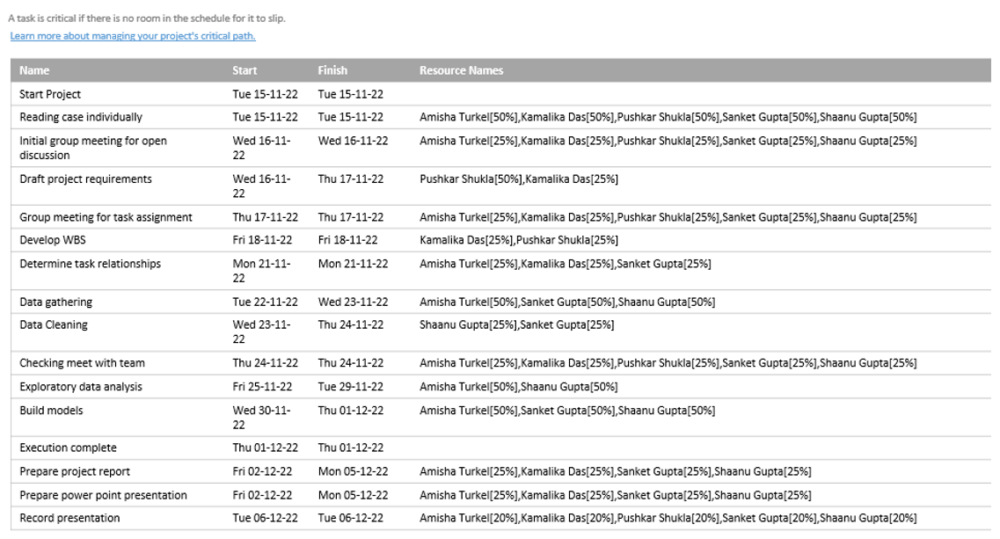 A task is critical if there is no room in the schedule for it to slip.
Learn more about managing your project's critical path.
Name Start Finish Resource Names
Start Project Tue 15-11-22 Tue 15-11-22
Reading case individually Tue 15-11-22 Tue 15-11-22 Amisha Turkel[50%],Kamalika Das[50%],Pushkar Shukla[50%],Sanket Gupta[50%],Shaanu Gupta[50%]
Initial group meeting for open Wed 16-11- Wed 16-11-22 Amisha Turkel[25%],Kamalika Das[25%],Pushkar Shukla[25%],Sanket Gupta[25%],Shaanu Gupta[25%]
discussion 22
Draft project requirements Wed 16-11- Thu 17-11-22 Pushkar Shukla[50%],Kamalika Das[25%]
22
Group meeting for task assignment Thu 17-11-22 Thu 17-11-22 Amisha Turkel[25%],Kamalika Das[25%],Pushkar Shukla[25%],Sanket Gupta[25%],Shaanu Gupta[25%]
Develop WBS Fri 18-11-22 Fri 18-11-22 Kamalika Das[25%],Pushkar Shukla[25%]
Determine task relationships Mon 21-11- Mon 21-11-22 Amisha Turkel[25%],Kamalika Das[25%],Sanket Gupta[25%]
22
Data gathering Tue 22-11-22 Wed 23-11-22 Amisha Turkel[50%],Sanket Gupta[50%],Shaanu Gupta[50%]
Data Cleaning Wed 23-11- Thu 24-11-22 Shaanu Gupta[25%],Sanket Gupta[25%]
22
Checking meet with team Thu 24-11-22 Thu 24-11-22 Amisha Turkel[25%],Kamalika Das[25%],Pushkar Shukla[25%],Sanket Gupta[25%],Shaanu Gupta[25%]
Exploratory data analysis Fri 25-11-22 Tue 29-11-22 Amisha Turkel[50%],Shaanu Gupta[50%]
Build models Wed 30-11- Thu 01-12-22 Amisha Turkel[50%],Sanket Gupta[50%],Shaanu Gupta[50%]
22
Execution complete Thu 01-12-22 Thu 01-12-22
Prepare project report Fri 02-12-22 Mon 05-12-22 Amisha Turkel[25%],Kamalika Das[25%],Sanket Gupta[25%],Shaanu Gupta[25%]
Prepare power point presentation Fri 02-12-22 Mon 05-12-22 Amisha Turkel[25%],Kamalika Das[25%],Sanket Gupta[25%],Shaanu Gupta[25%]
Record presentation Tue 06-12-22 Tue 06-12-22 Amisha Turkel[20%],Kamalika Das[20%],Pushkar Shukla[20%],Sanket Gupta[20%],Shaanu Gupta[20%]